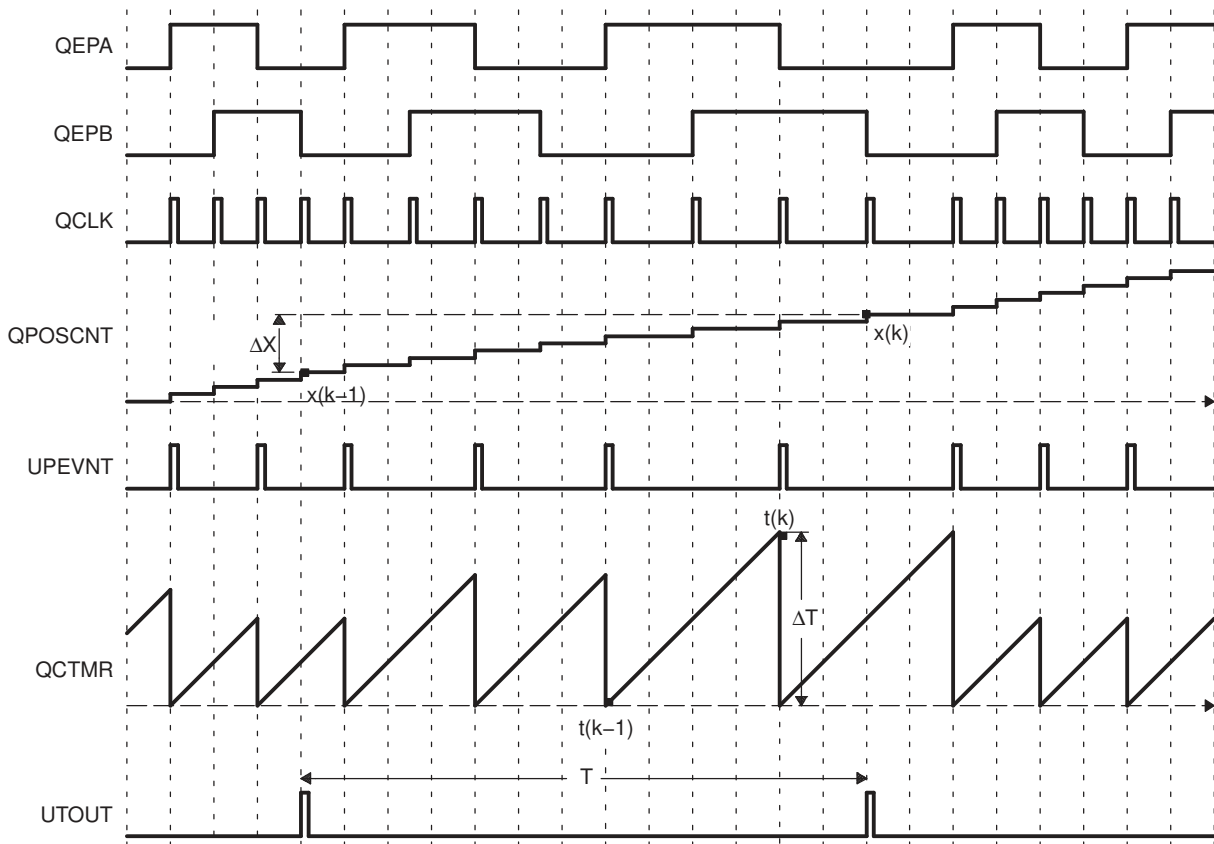 QEPA
QEPB
QCLK
QPOSCNT
ΔX
x(k)
x(k−1)
UPEVNT
t(k)
ΔT
QCTMR
t(k−1)
T
UTOUT